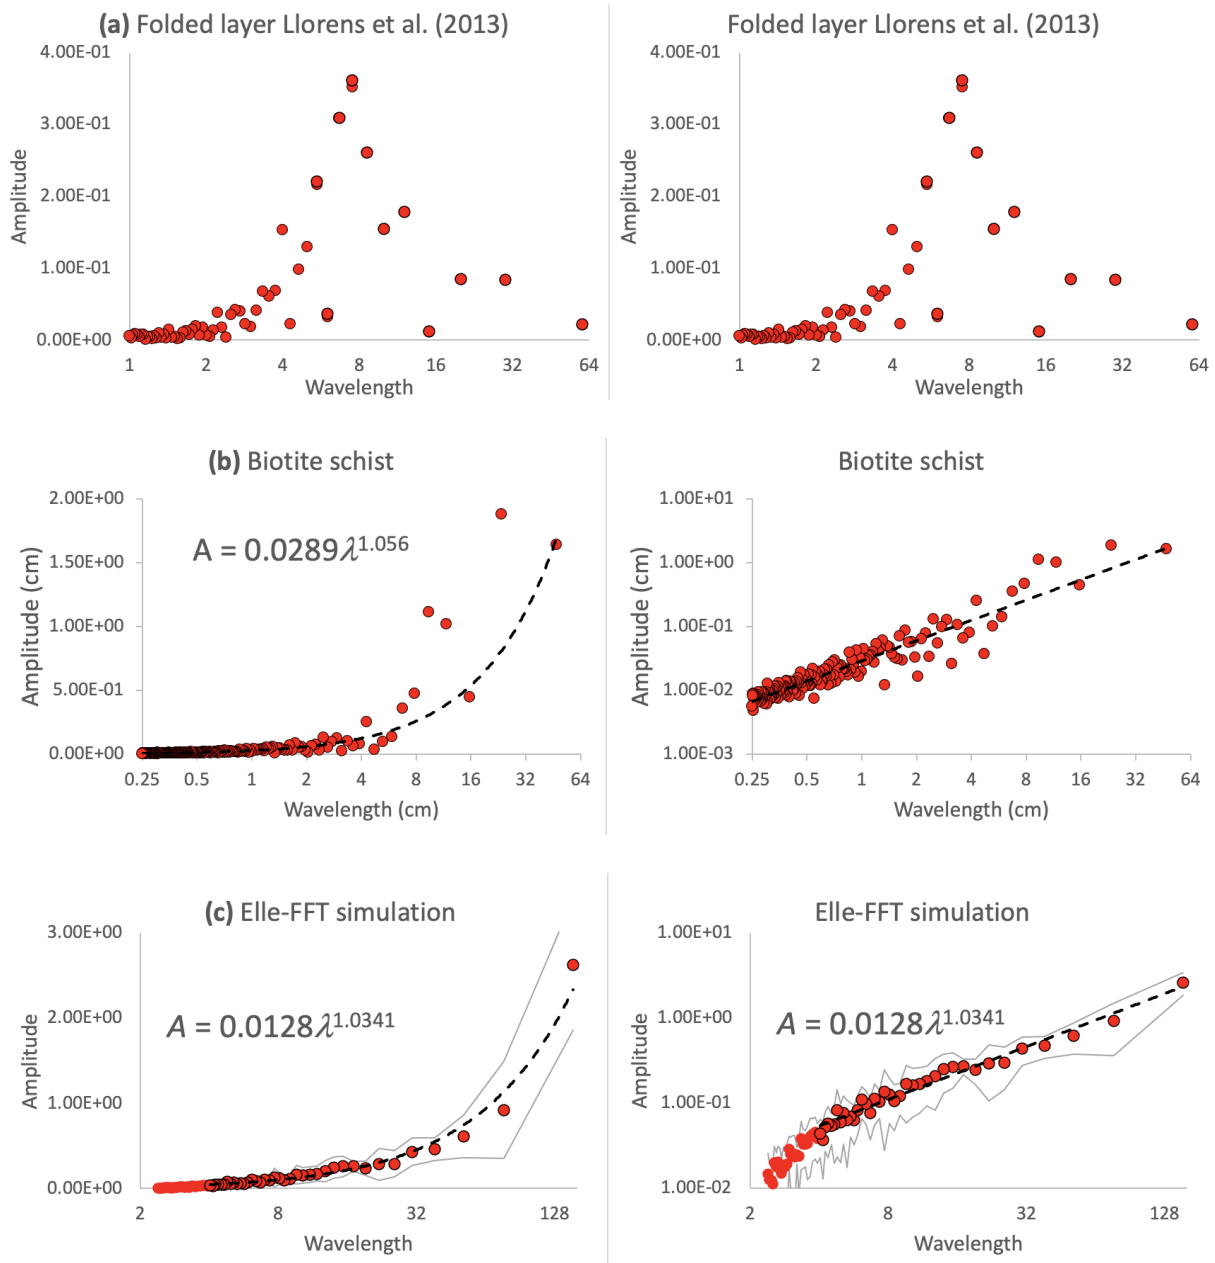 (a) Folded layer Llorens et al. (2013)
4.00E-01
3.00E-01
2.00E-01
1.00E-01
0.00E+00
Amplitude
1 2 4 8 16 32 64
Wavelength
Folded layer Llorens et al. (2013)
4.00E-01
3.00E-01
2.00E-01
1.00E-01
0.00E+00
Amplitude
1 2 4 8 16 32 64
Wavelength
(b) Biotite schist
2.00E+00
1.50E+00
1.00E+00
5.00E-01
0.00E+00
Amplitude (cm)
A = 0.0289λ^1.056
0.25 0.5 1 2 4 8 16 32 64
Wavelength (cm)
Biotite schist
1.00E+01
1.00E+00
1.00E-01
1.00E-02
1.00E-03
Amplitude (cm)
0.25 0.5 1 2 4 8 16 32 64
Wavelength (cm)
(c) Elle-FFT simulation
3.00E+00
2.00E+00
1.00E+00
0.00E+00
Amplitude
A = 0.0128λ^1.0341
2 8 32 128
Wavelength
Elle-FFT simulation
1.00E+01
1.00E+00
1.00E-01
1.00E-02
Amplitude
A = 0.0128λ^1.0341
2 8 32 128
Wavelength